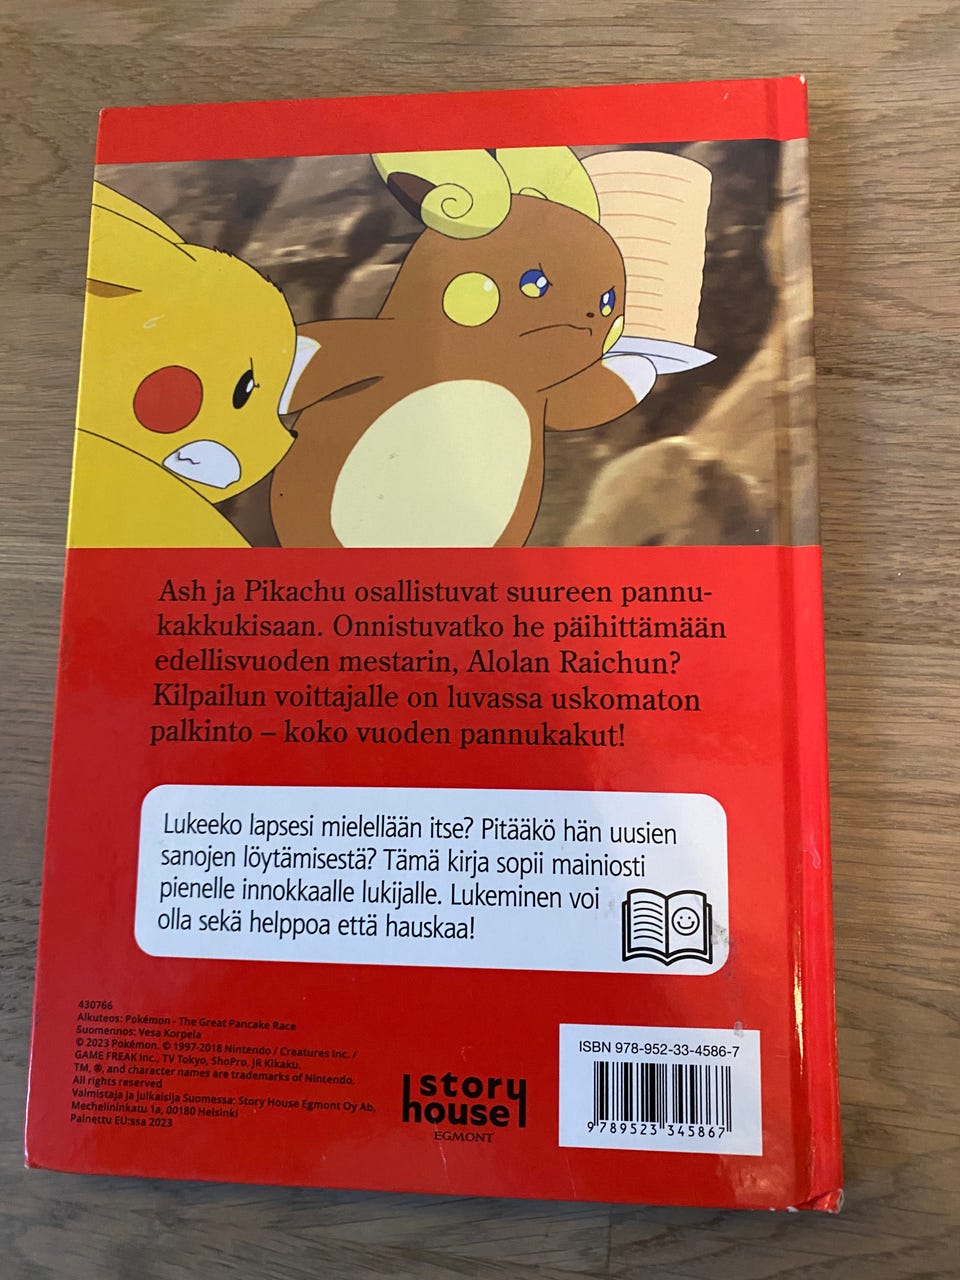 Ash ja Pikachu osallistuvat suureen pannu-
kakkukisaan. Onnistuvatko he päihittämään
edellisvuoden mestarin, Alolan Raichun?
Kilpailun voittajalle on luvassa uskomaton
palkinto – koko vuoden pannukakut!
Lukeeko lapsesi mielellään itse? Pitääkö hän uusien
sanojen löytämisestä? Tämä kirja sopii mainiosti
pienelle innokkaalle lukijalle. Lukeminen voi
olla sekä helppoa että hauskaa!
430766
Alkuteos: Pokémon - The Great Pancake Race
Suomennos: Vesa Korpela
© 2023 Pokémon. © 1997-2018 Nintendo / Creatures Inc. /
GAME FREAK Inc., TV Tokyo, ShoPro, JR Kikaku.
TM, ®, and character names are trademarks of Nintendo.
All rights reserved
Valmistaja ja julkaisija Suomessa: Story House Egmont Oy Ab,
Mechelininkatu 1a, 00180 Helsinki
Painettu EU:ssa 2023
story
house
EGMONT
ISBN 978-952-33-4586-7
9 789523 345867